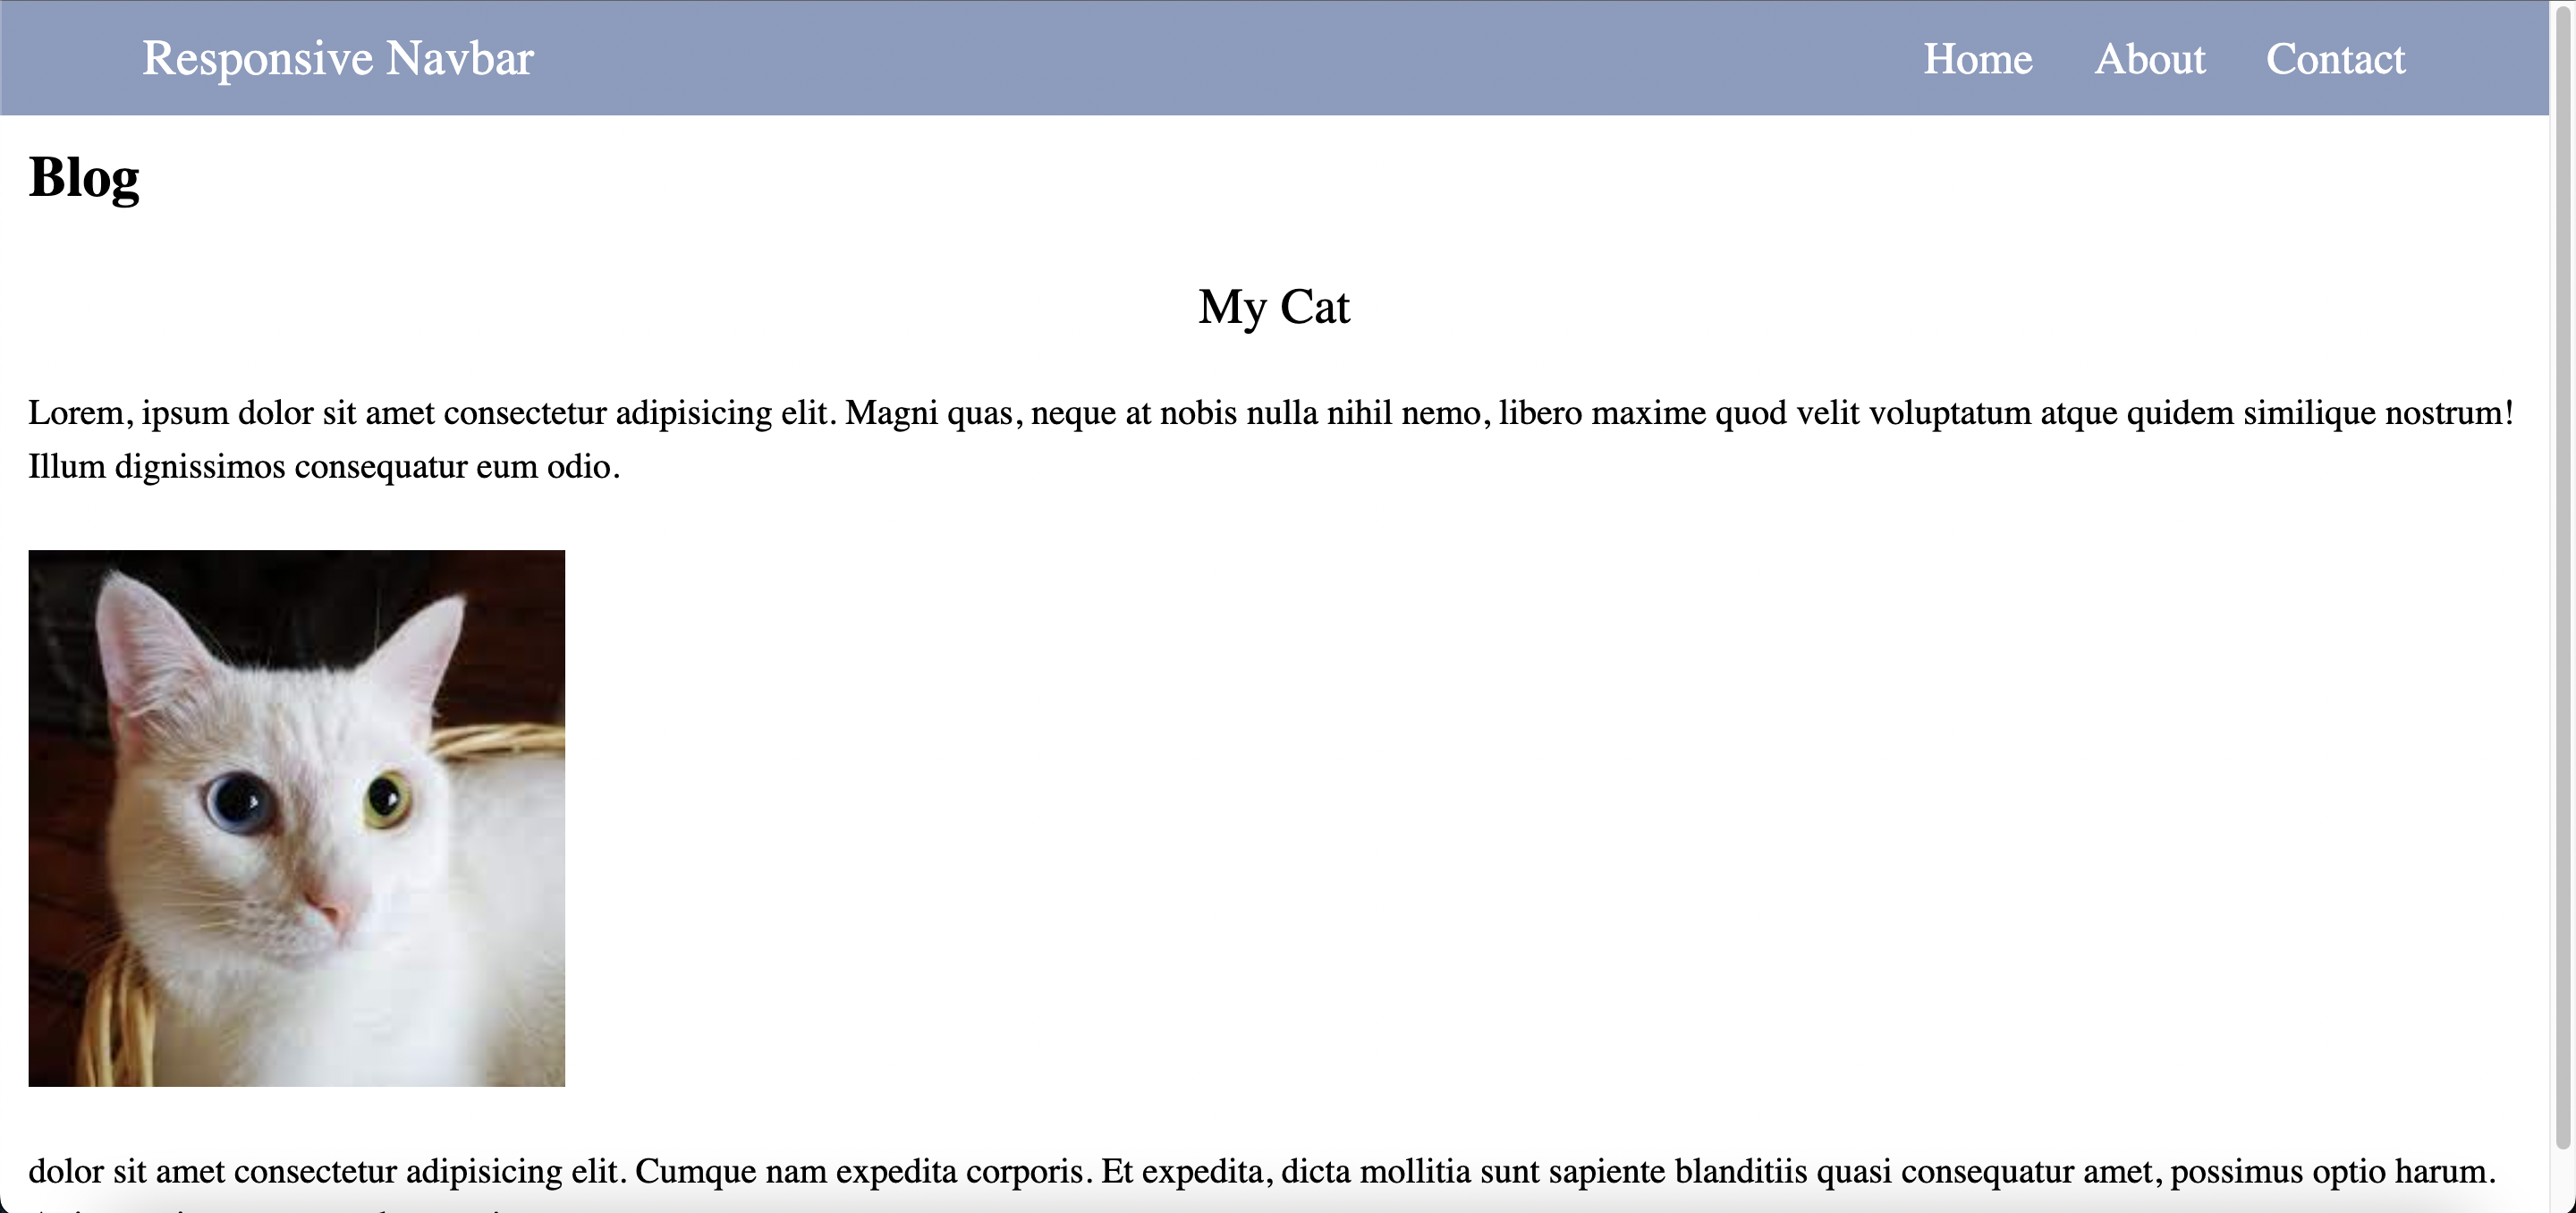 Responsive Navbar Home About Contact
Blog
My Cat
Lorem, ipsum dolor sit amet consectetur adipisicing elit. Magni quas, neque at nobis nulla nihil nemo, libero maxime quod velit voluptatum atque quidem similique nostrum!
Illum dignissimos consequatur eum odio.
dolor sit amet consectetur adipisicing elit. Cumque nam expedita corporis. Et expedita, dicta mollitia sunt sapiente blanditiis quasi consequatur amet, possimus optio harum.